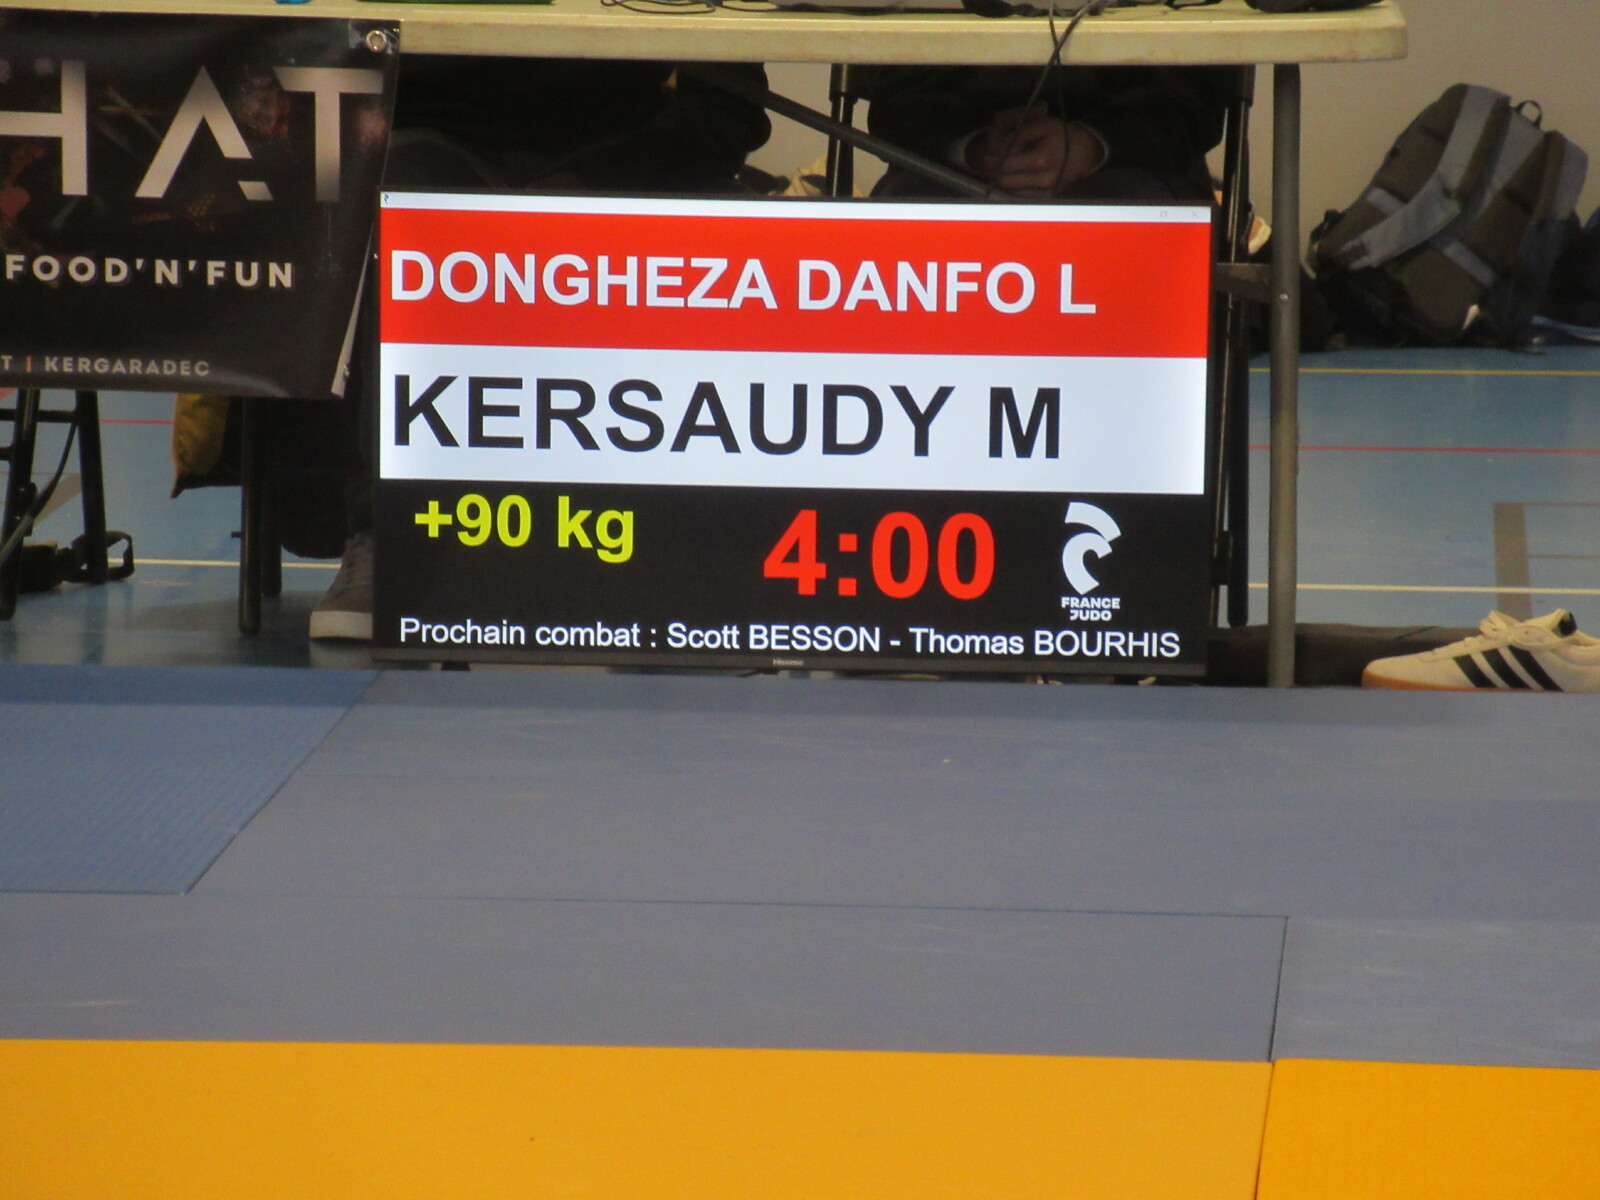 HAT
FOOD'N'FUN
T | KERGARADEC
DONGHEZA DANFO L
KERSAUDY M
+90 kg
4:00
FRANCE
JUDO
Prochain combat : Scott BESSON - Thomas BOURHIS
Hisense